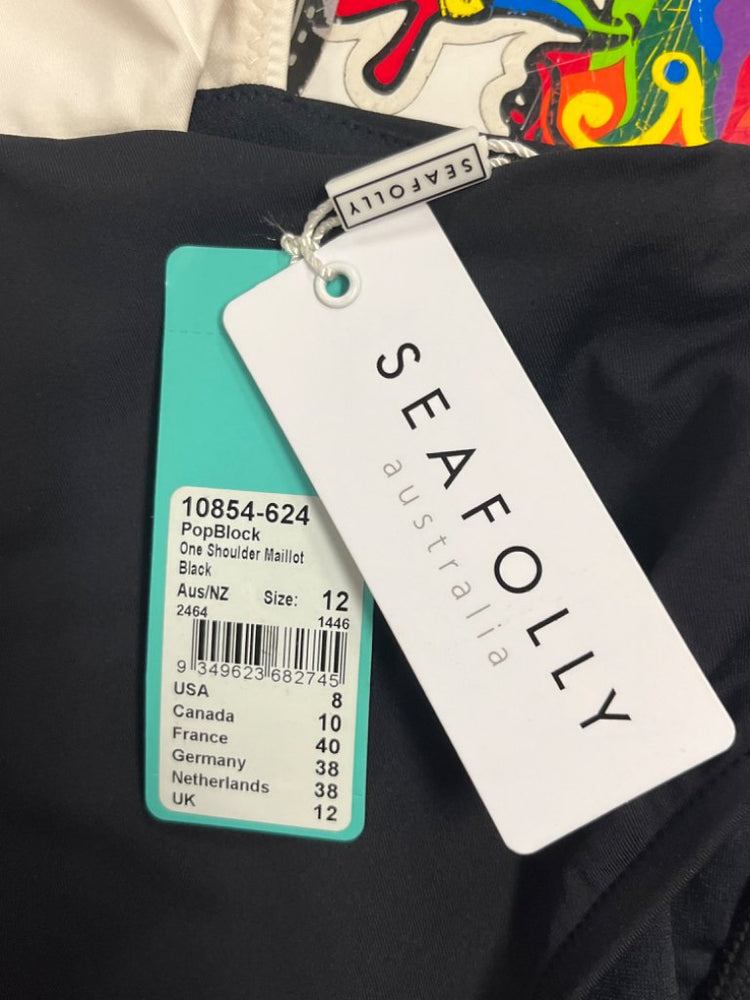 SEAFOLLY
SEAFOLLY
australia
10854-624
PopBlock
One Shoulder Maillot
Black
Aus/NZ Size: 12
2464 1446
9 349623 682745
USA 8
Canada 10
France 40
Germany 38
Netherlands 38
UK 12